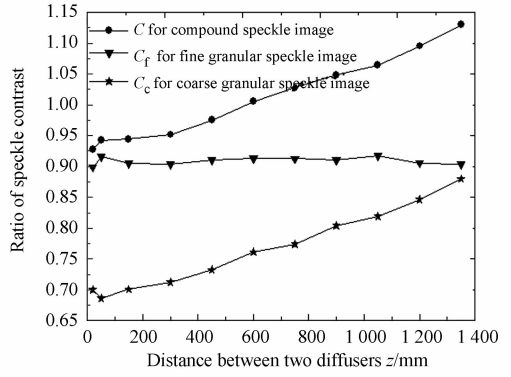 1.15
1.10
1.05
1.00
0.95
0.90
0.85
0.80
0.75
0.70
0.65
Ratio of speckle contrast
C for compound speckle image
Cf for fine granular speckle image
Cc for coarse granular speckle image
0 200 400 600 800 1 000 1 200 1 400
Distance between two diffusers z/mm